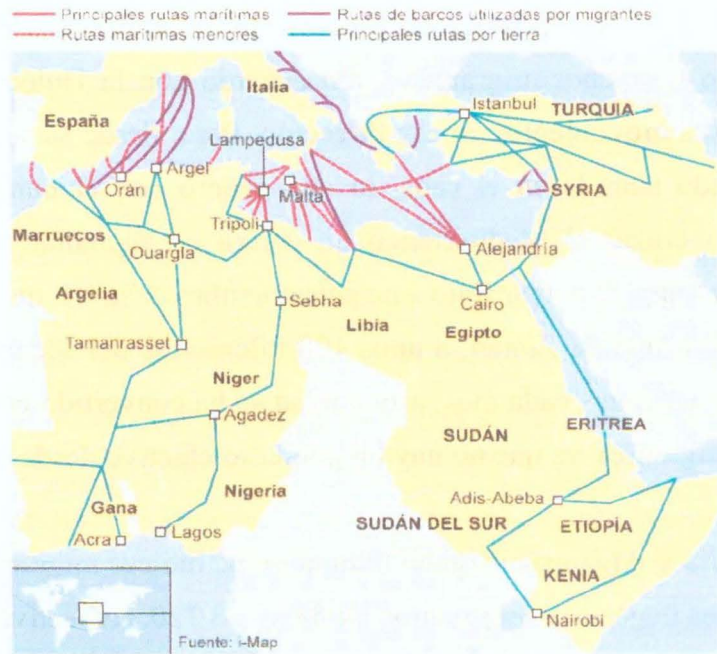 Principales rutas marítimas
Rutas de barcos utilizadas por migrantes
Rutas marítimas menores
Principales rutas por tierra
Italia
España
Istanbul
TURQUIA
Lampedusa
Argel
Orán
Malta
SYRIA
Trípoli
Marruecos
Ouargla
Alejandría
Argelia
Sebha
Cairo
Libia
Egipto
Tamanrasset
Niger
Agadez
SUDÁN
ERITREA
Nigeria
Adis-Abeba
Gana
SUDÁN DEL SUR
ETIOPÍA
Lagos
Acra
KENIA
Nairobi
Fuente: i-Map